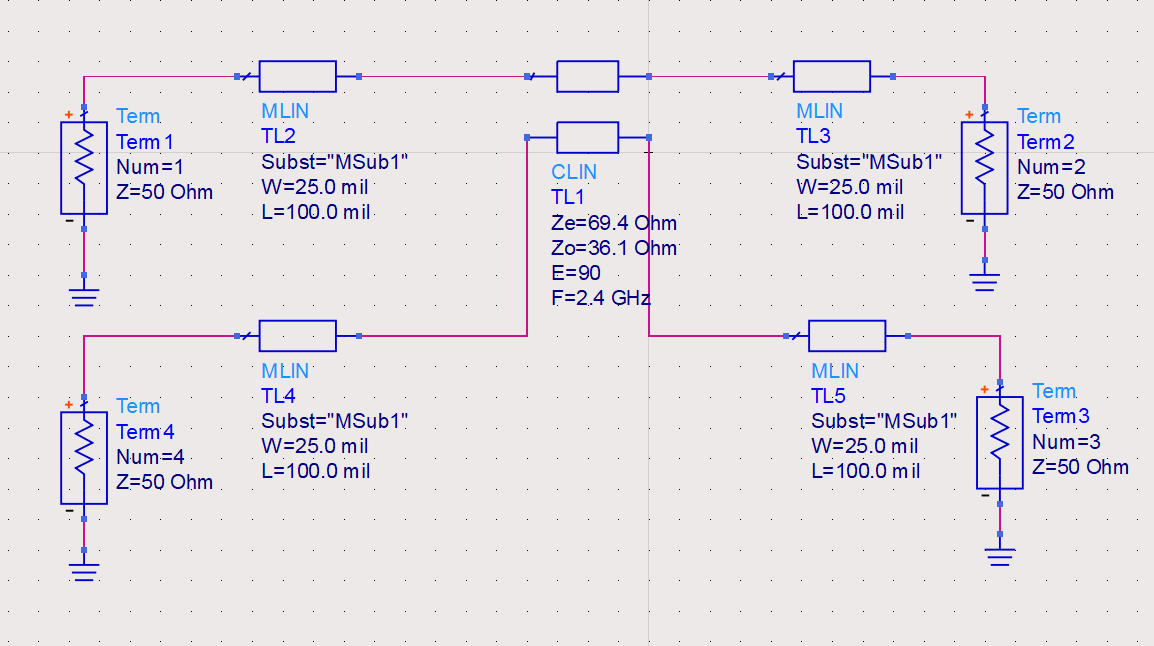 MLIN
TL2
Subst="MSub1"
W=25.0 mil
L=100.0 mil
MLIN
TL3
Subst="MSub1"
W=25.0 mil
L=100.0 mil
+
Term
Term1
Num=1
Z=50 Ohm
-
CLIN
TL1
Ze=69.4 Ohm
Zo=36.1 Ohm
E=90
F=2.4 GHz
+
Term
Term2
Num=2
Z=50 Ohm
-
MLIN
TL4
Subst="MSub1"
W=25.0 mil
L=100.0 mil
MLIN
TL5
Subst="MSub1"
W=25.0 mil
L=100.0 mil
+
Term
Term4
Num=4
Z=50 Ohm
-
+
Term
Term3
Num=3
Z=50 Ohm
-